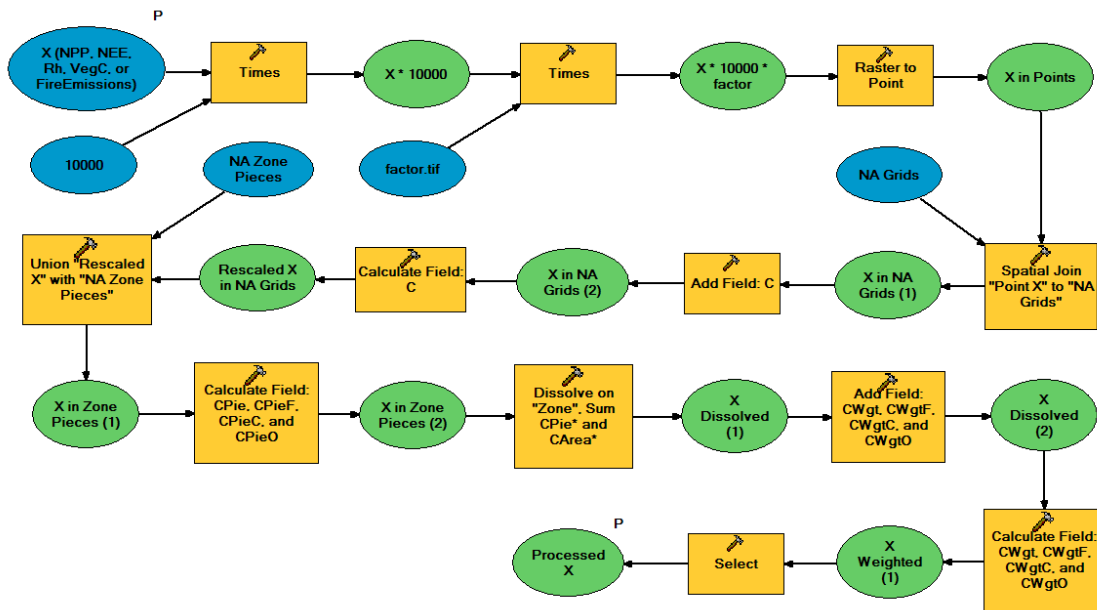 P
X (NPP, NEE,
Rh, VegC, or
FireEmissions)
Times
X * 10000
Times
X * 10000 *
factor
Raster to
Point
X in Points
10000
NA Zone
Pieces
factor.tif
NA Grids
Union "Rescaled
X" with "NA Zone
Pieces"
Rescaled X
in NA Grids
Calculate Field:
C
X in NA
Grids (2)
Add Field: C
X in NA
Grids (1)
Spatial Join
"Point X" to "NA
Grids"
X in Zone
Pieces (1)
Calculate Field:
CPie, CPieF,
CPieC, and
CPieO
X in Zone
Pieces (2)
Dissolve on
"Zone". Sum
CPie* and
CArea*
X
Dissolved
(1)
Add Field:
CWgt, CWgtF,
CWgtC, and
CWgtO
X
Dissolved
(2)
P
Processed
X
Select
X
Weighted
(1)
Calculate Field:
CWgt, CWgtF,
CWgtC, and
CWgtO